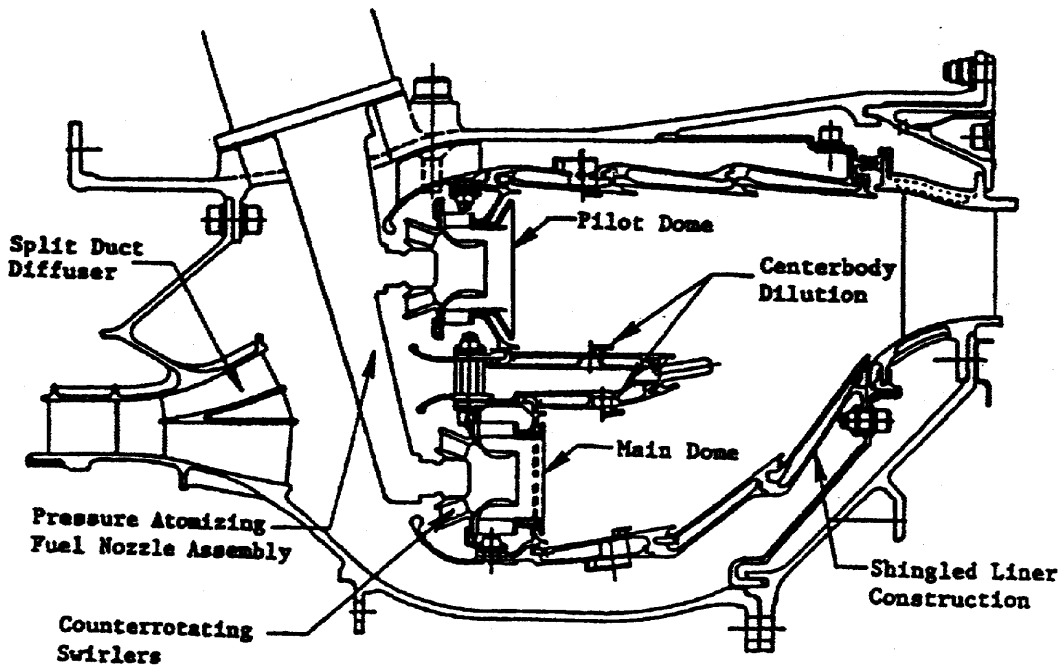 Pilot Dome
Split Duct
Diffuser
Centerbody
Dilution
Main Dome
Pressure Atomizing
Fuel Nozzle Assembly
Shingled Liner
Construction
Counterrotating
Swirlers